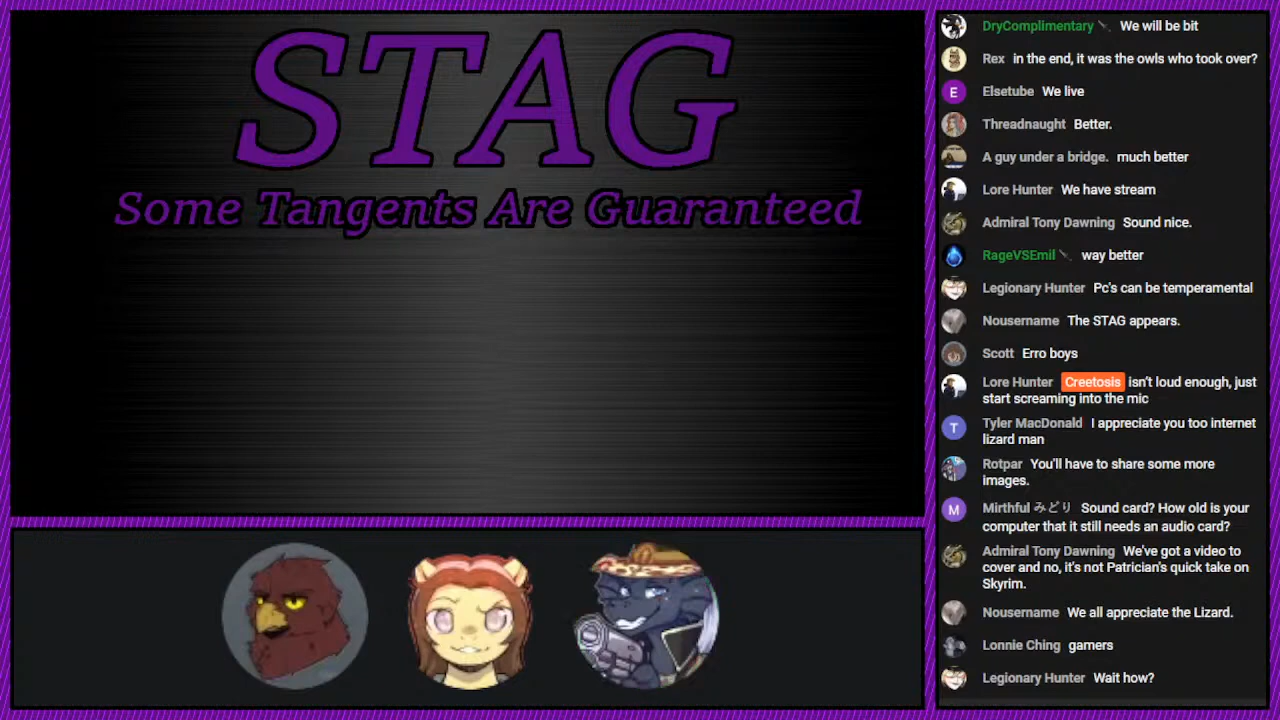 STAG
Some Tangents Are Guaranteed
DryComplimentary We will be bit
Rex in the end, it was the owls who took over?
E Elsetube We live
Threadnaught Better.
A guy under a bridge. much better
Lore Hunter We have stream
Admiral Tony Dawning Sound nice.
RageVSEmil way better
Legionary Hunter Pc's can be temperamental
Nousername The STAG appears.
Scott Erro boys
Lore Hunter Creetosis isn't loud enough, just
start screaming into the mic
T Tyler MacDonald I appreciate you too internet
lizard man
Rotpar You'll have to share some more
images.
M Mirthful みどり Sound card? How old is your
computer that it still needs an audio card?
Admiral Tony Dawning We've got a video to
cover and no, it's not Patrician's quick take on
Skyrim.
Nousername We all appreciate the Lizard.
Lonnie Ching gamers
Legionary Hunter Wait how?